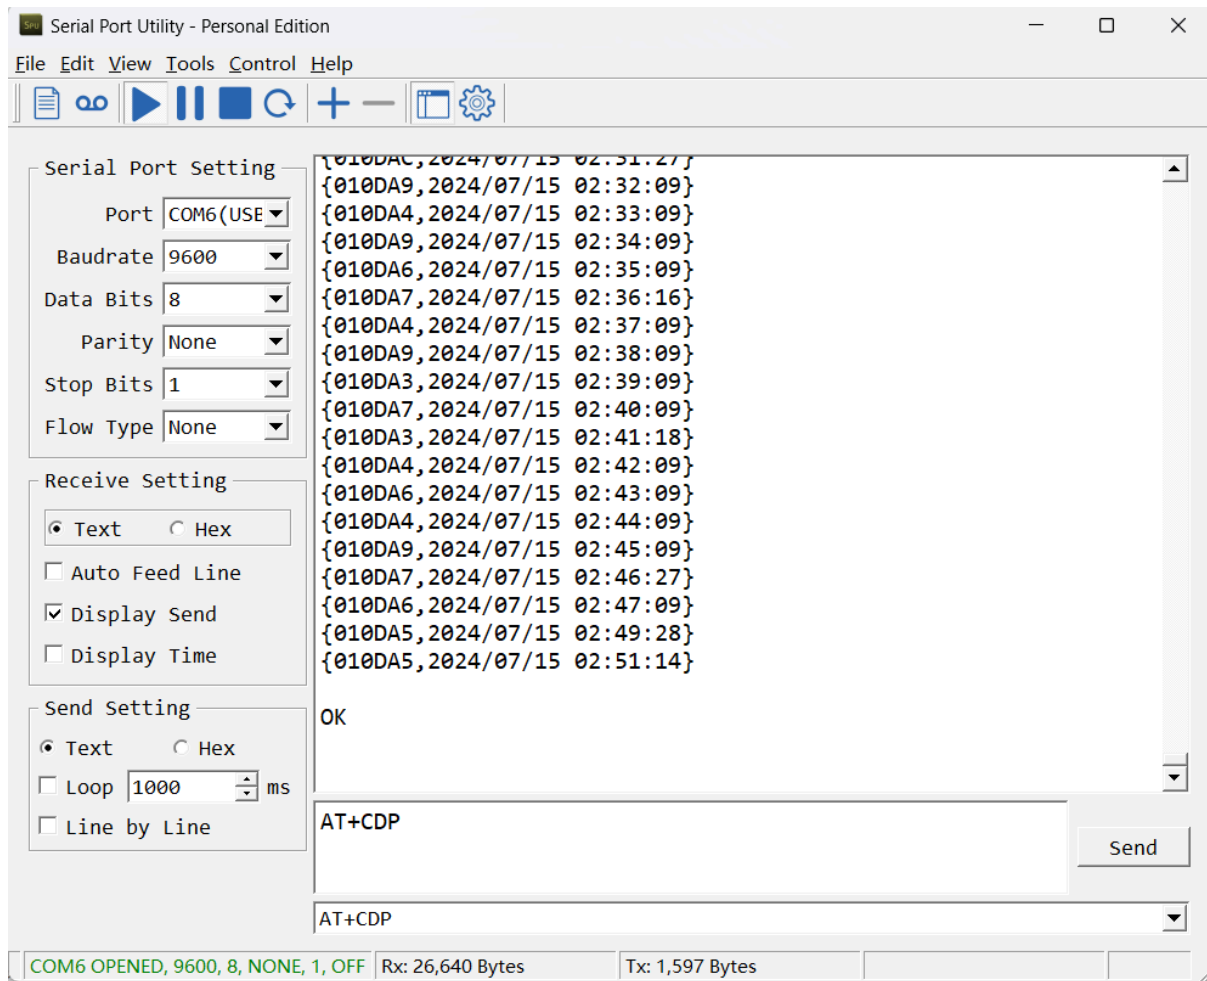 Spu Serial Port Utility - Personal Edition
File Edit View Tools Control Help
Serial Port Setting
Port COM6(USB
Baudrate 9600
Data Bits 8
Parity None
Stop Bits 1
Flow Type None
Receive Setting
Text Hex
Auto Feed Line
Display Send
Display Time
Send Setting
Text Hex
Loop 1000 ms
Line by Line
{010DAC,2024/07/15 02:31:27}
{010DA9,2024/07/15 02:32:09}
{010DA4,2024/07/15 02:33:09}
{010DA9,2024/07/15 02:34:09}
{010DA6,2024/07/15 02:35:09}
{010DA7,2024/07/15 02:36:16}
{010DA4,2024/07/15 02:37:09}
{010DA9,2024/07/15 02:38:09}
{010DA3,2024/07/15 02:39:09}
{010DA7,2024/07/15 02:40:09}
{010DA3,2024/07/15 02:41:18}
{010DA4,2024/07/15 02:42:09}
{010DA6,2024/07/15 02:43:09}
{010DA4,2024/07/15 02:44:09}
{010DA9,2024/07/15 02:45:09}
{010DA7,2024/07/15 02:46:27}
{010DA6,2024/07/15 02:47:09}
{010DA5,2024/07/15 02:49:28}
{010DA5,2024/07/15 02:51:14}
OK
AT+CDP
Send
AT+CDP
COM6 OPENED, 9600, 8, NONE, 1, OFF Rx: 26,640 Bytes Tx: 1,597 Bytes